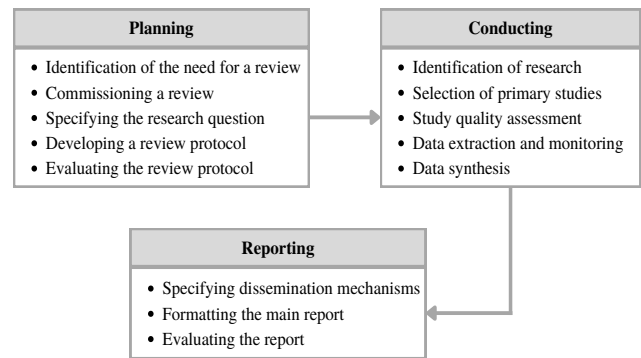 Planning
• Identification of the need for a review
• Commissioning a review
• Specifying the research question
• Developing a review protocol
• Evaluating the review protocol
Conducting
• Identification of research
• Selection of primary studies
• Study quality assessment
• Data extraction and monitoring
• Data synthesis
Reporting
• Specifying dissemination mechanisms
• Formatting the main report
• Evaluating the report